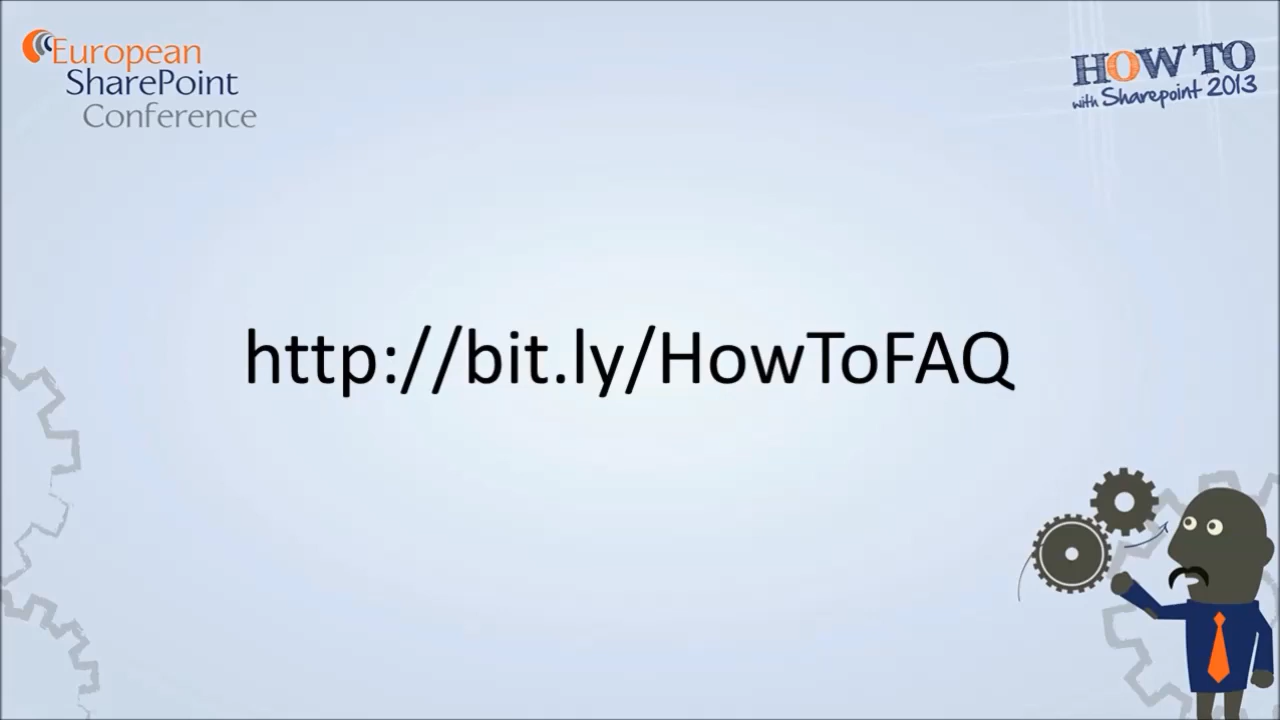 European
SharePoint
Conference
HOW TO
with Sharepoint 2013
http://bit.ly/HowToFAQ